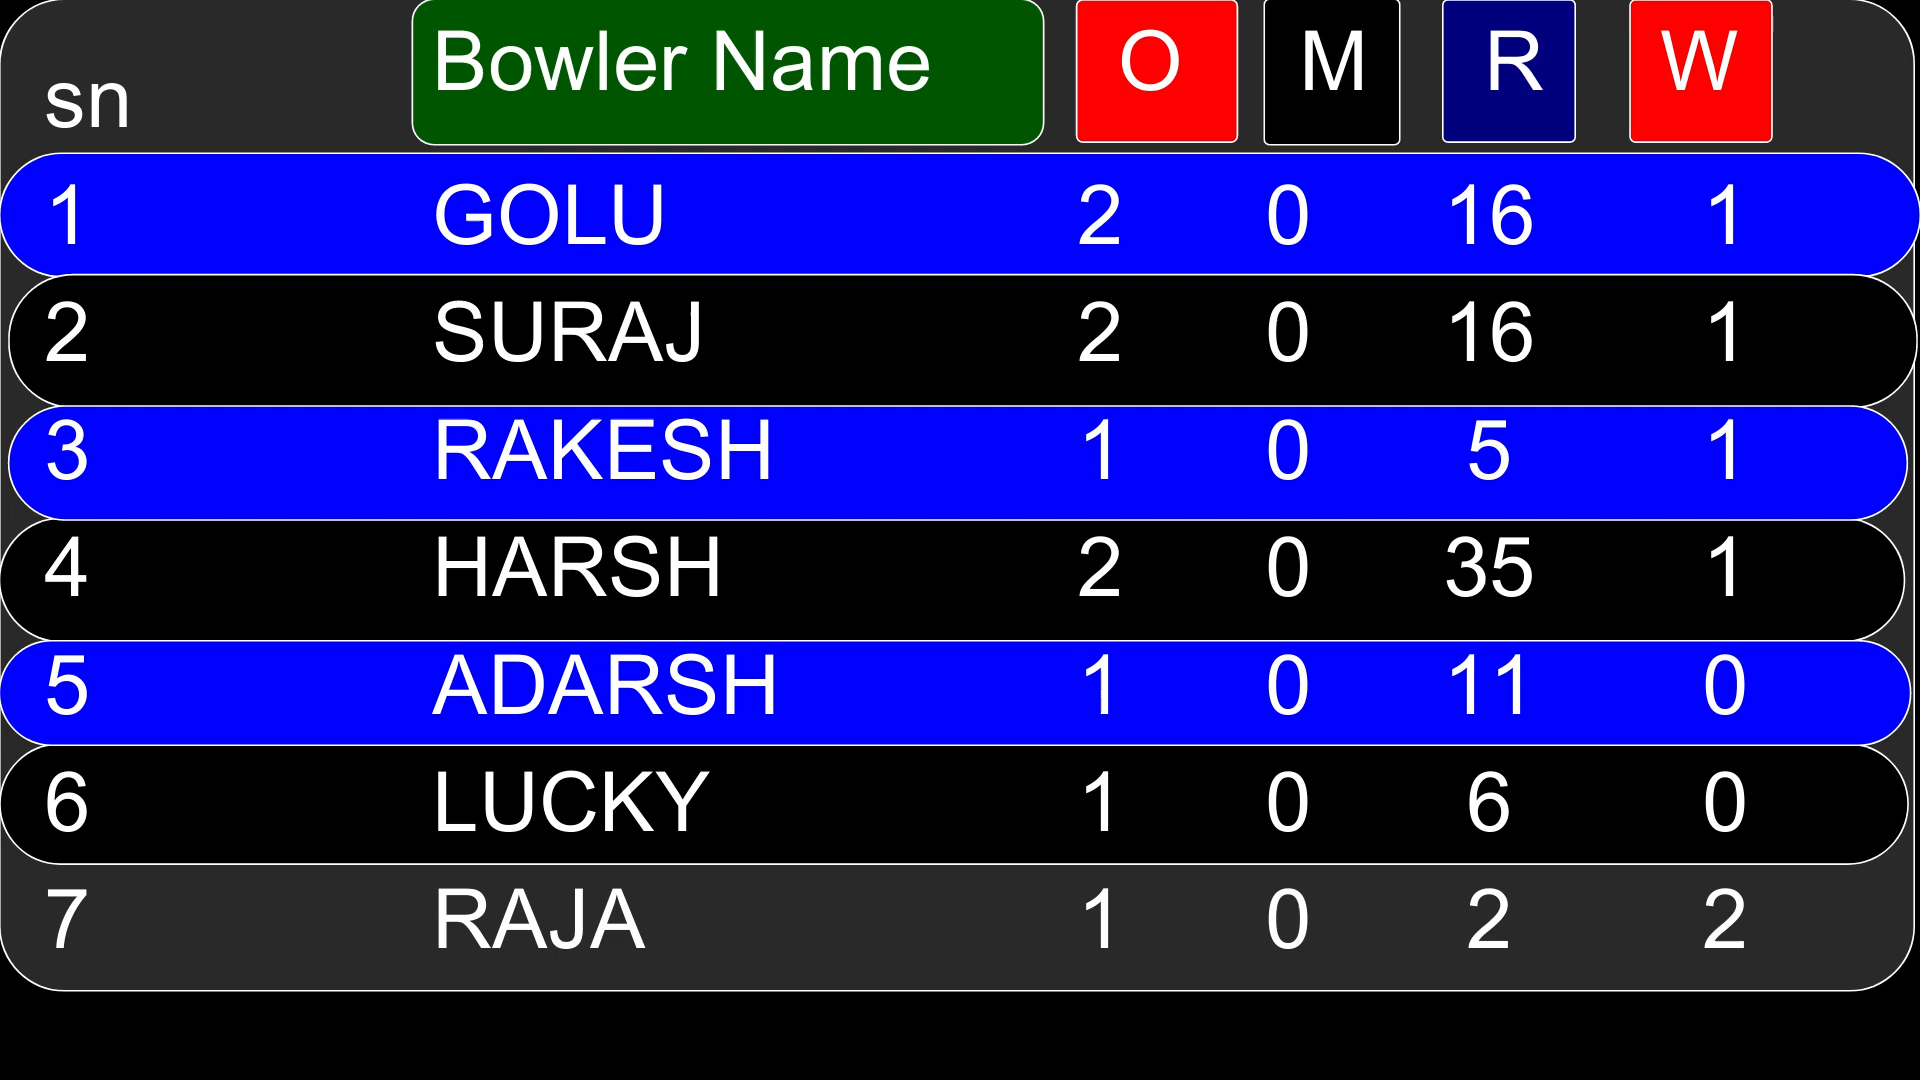 sn Bowler Name O M R W
1 GOLU 2 0 16 1
2 SURAJ 2 0 16 1
3 RAKESH 1 0 5 1
4 HARSH 2 0 35 1
5 ADARSH 1 0 11 0
6 LUCKY 1 0 6 0
7 RAJA 1 0 2 2